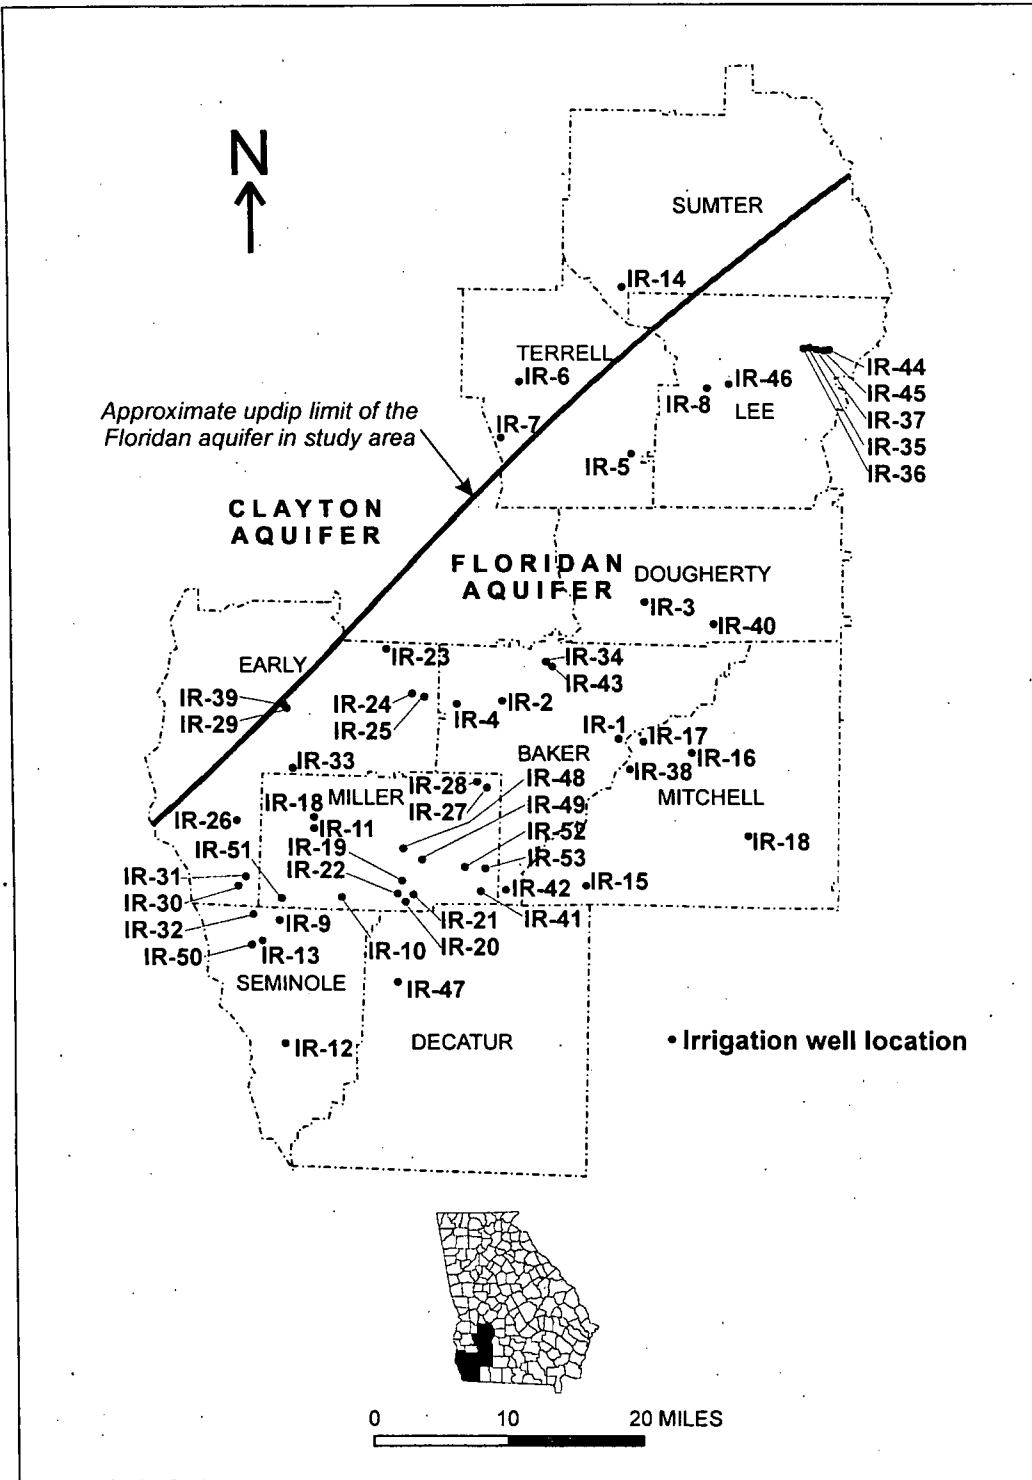 N
SUMTER
IR-14
TERRELL
IR-6
IR-44
IR-46
IR-45
IR-8
LEE
IR-37
Approximate updip limit of the
Floridan aquifer in study area
IR-7
IR-35
IR-5
IR-36
CLAYTON
AQUIFER
FLORIDAN
AQUIFER
DOUGHERTY
IR-3
IR-40
EARLY
IR-23
IR-34
IR-43
IR-39
IR-29
IR-24
IR-25
IR-4
IR-2
IR-1
IR-17
IR-16
IR-33
BAKER
IR-38
IR-28
IR-48
MILLER
MITCHELL
IR-18
IR-27
IR-49
IR-26
IR-11
IR-52
IR-18
IR-51
IR-19
IR-53
IR-31
IR-22
IR-42
IR-15
IR-30
IR-32
IR-9
IR-21
IR-41
IR-50
IR-13
IR-10
IR-20
SEMINOLE
IR-47
IR-12
DECATUR
Irrigation well location
0 10 20 MILES